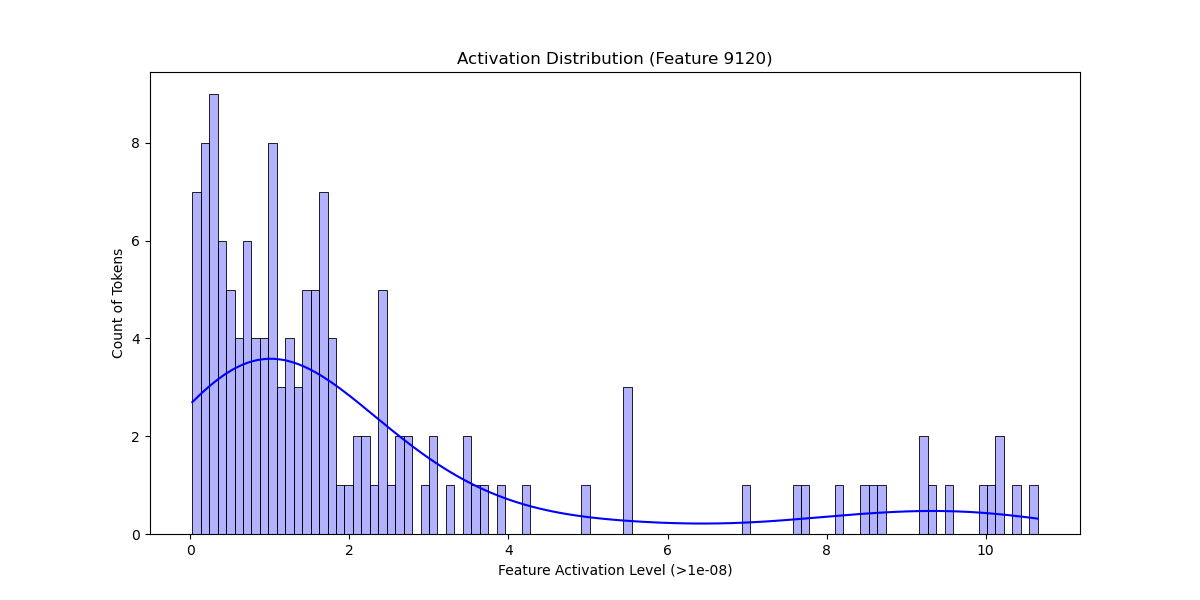 Activation Distribution (Feature 9120)
Count of Tokens
8
6
4
2
0
0 2 4 6 8 10
Feature Activation Level (>1e-08)